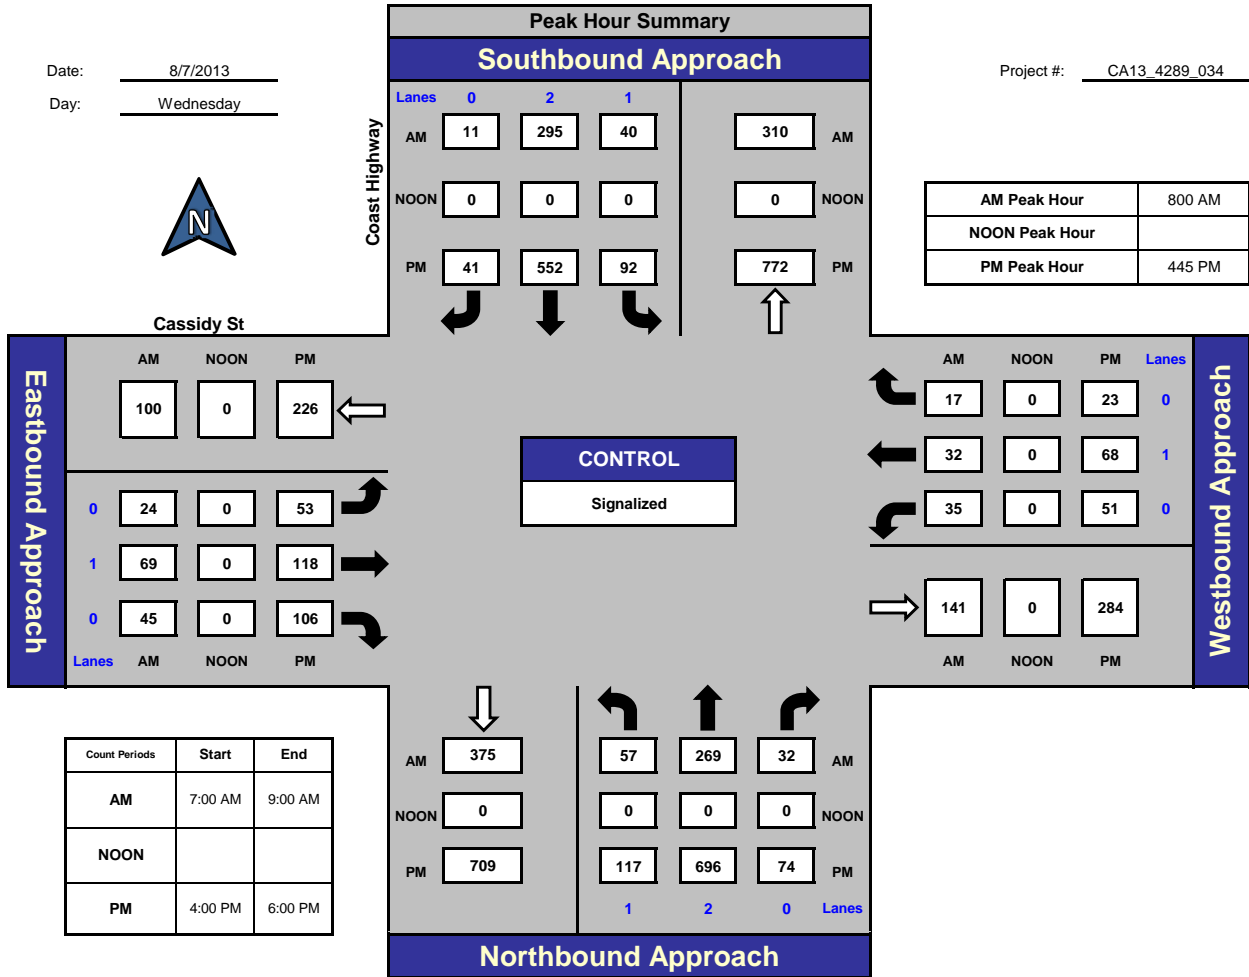 Peak Hour Summary
Southbound Approach
Date: 8/7/2013
Day: Wednesday
Project #: CA13_4289_034
Coast Highway
Lanes 0 2 1
AM 11 295 40 310 AM
NOON 0 0 0 0 NOON
PM 41 552 92 772 PM
N
AM Peak Hour 800 AM
NOON Peak Hour
PM Peak Hour 445 PM
Cassidy St
Eastbound Approach
AM NOON PM
100 0 226
0 24 0 53
1 69 0 118
0 45 0 106
Lanes AM NOON PM
CONTROL
Signalized
AM NOON PM Lanes
17 0 23 0
32 0 68 1
35 0 51 0
141 0 284
AM NOON PM
Westbound Approach
Count Periods Start End
AM 7:00 AM 9:00 AM
NOON
PM 4:00 PM 6:00 PM
AM 375 57 269 32 AM
NOON 0 0 0 0 NOON
PM 709 117 696 74 PM
1 2 0 Lanes
Northbound Approach